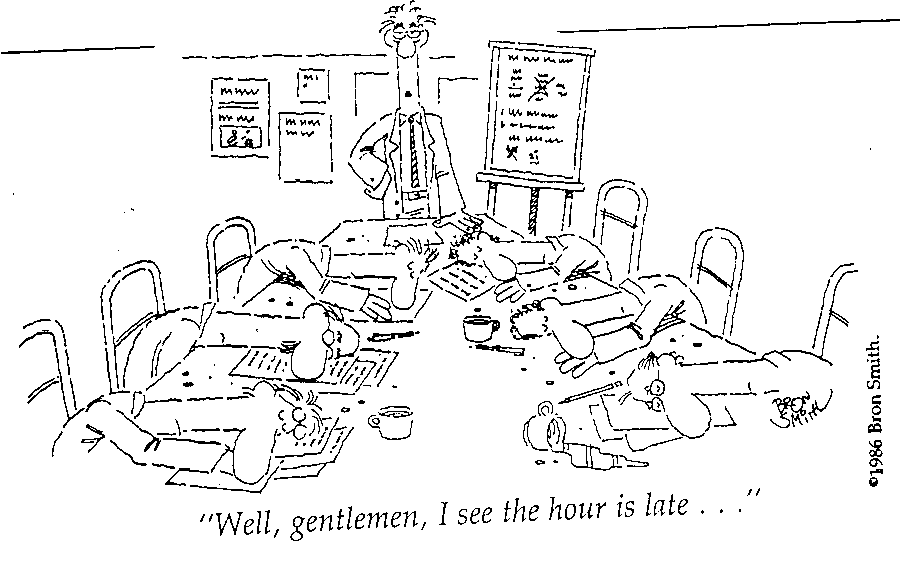 BRON
SMITH
©1986 Bron Smith.
"Well, gentlemen, I see the hour is late . . ."